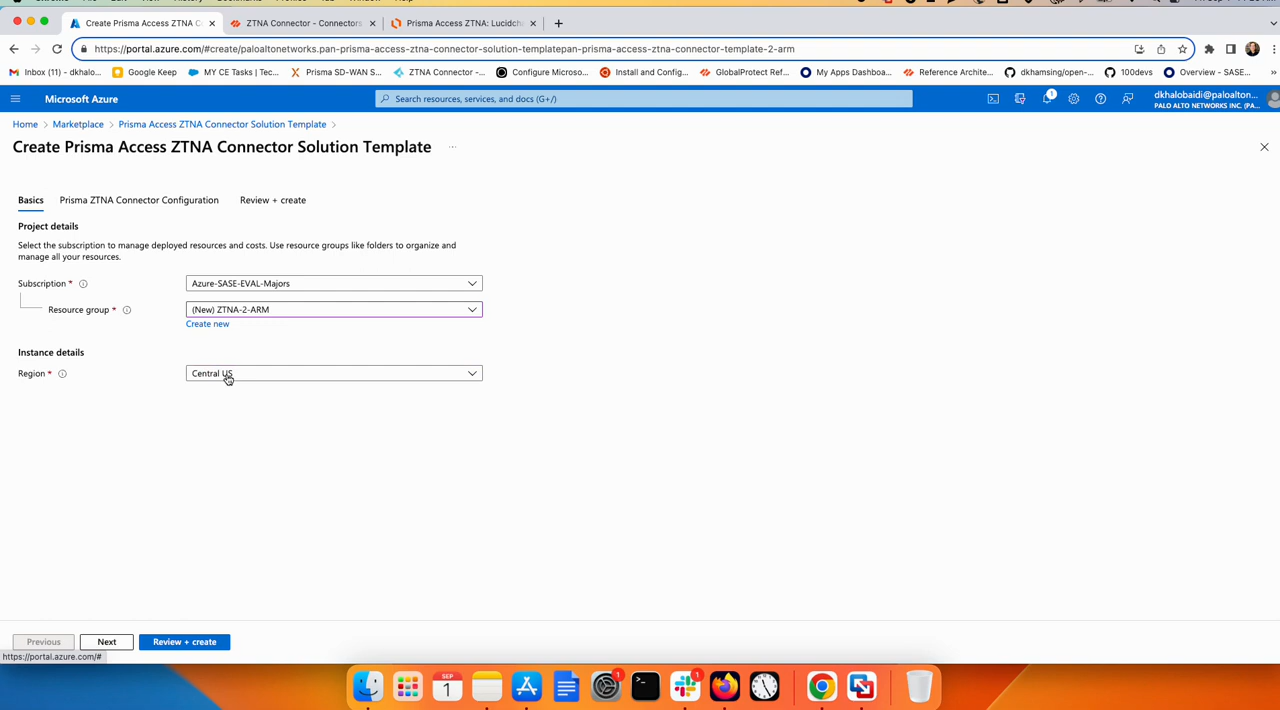 Create Prisma Access ZTNA C
ZTNA Connector - Connectors
Prisma Access ZTNA: Lucidch
https://portal.azure.com/#create/paloaltonetworks.pan-prisma-access-ztna-connector-solution-templatepan-prisma-access-ztna-connector-template-2-arm
Inbox (11) - dkhalo...
Google Keep
MY CE Tasks | Tec...
Prisma SD-WAN S...
ZTNA Connector -...
Configure Microso...
Install and Config...
GlobalProtect Ref...
My Apps Dashboa...
Reference Archite...
dkhamsing/open-...
100devs
Overview - SASE...
Microsoft Azure
Search resources, services, and docs (G+/)
1
dkhalobaidi@paloalton...
PALO ALTO NETWORKS INC. (PA...
Home > Marketplace > Prisma Access ZTNA Connector Solution Template >
Create Prisma Access ZTNA Connector Solution Template ...
Basics
Prisma ZTNA Connector Configuration
Review + create
Project details
Select the subscription to manage deployed resources and costs. Use resource groups like folders to organize and
manage all your resources.
Subscription *
Azure-SASE-EVAL-Majors
Resource group *
(New) ZTNA-2-ARM
Create new
Instance details
Region *
Central US
Previous
Next
Review + create
https://portal.azure.com/#
SEP
1
1
1